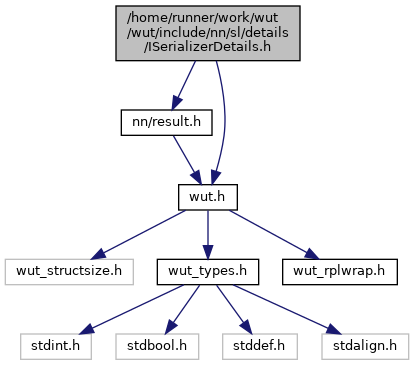 /home/runner/work/wut
/wut/include/nn/sl/details
/ISerializerDetails.h
nn/result.h
wut.h
wut_structsize.h
wut_types.h
wut_rplwrap.h
stdint.h
stdbool.h
stddef.h
stdalign.h